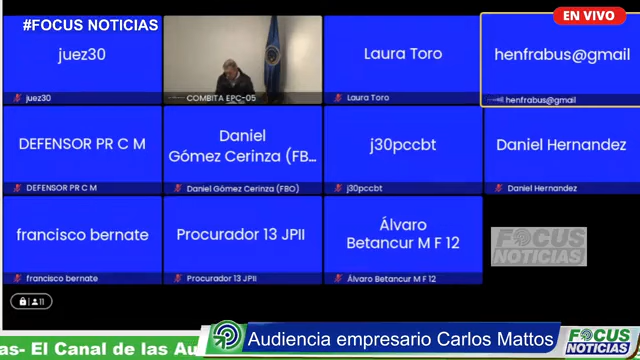 #FOCUS NOTICIAS
EN VIVO
juez30
Laura Toro
henfrabus@gmail
juez30
COMBITA EPC-05
Laura Toro
henfrabus@gmail
DEFENSOR PR C M
Daniel
Gómez Cerinza (FB...
j30pccbt
Daniel Hernandez
DEFENSOR PR C M
Daniel Gómez Cerinza (FBO)
j30pccbt
Daniel Hernandez
francisco bernate
Procurador 13 JPII
Álvaro
Betancur M F 12
FOCUS
NOTICIAS
francisco bernate
Procurador 13 JPII
Álvaro Betancur M F 12
11
as- El Canal de las Au
Audiencia empresario Carlos Mattos
FOCUS
NOTICIAS